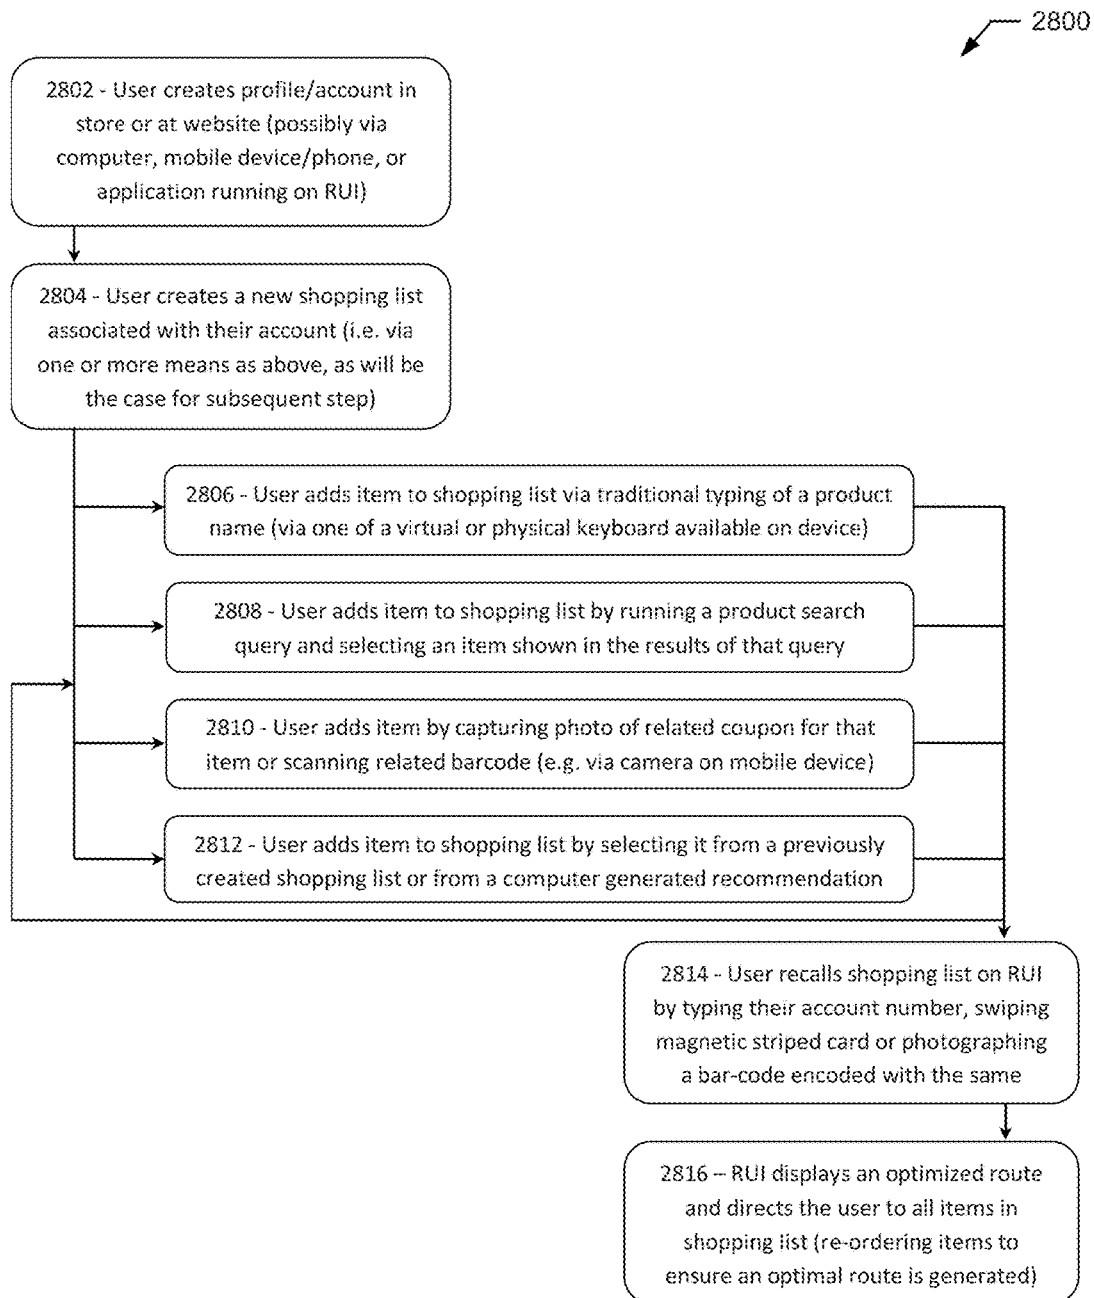 2800
2802 - User creates profile/account in
store or at website (possibly via
computer, mobile device/phone, or
application running on RUI)
2804 - User creates a new shopping list
associated with their account (i.e. via
one or more means as above, as will be
the case for subsequent step)
2806 - User adds item to shopping list via traditional typing of a product
name (via one of a virtual or physical keyboard available on device)
2808 - User adds item to shopping list by running a product search
query and selecting an item shown in the results of that query
2810 - User adds item by capturing photo of related coupon for that
item or scanning related barcode (e.g. via camera on mobile device)
2812 - User adds item to shopping list by selecting it from a previously
created shopping list or from a computer generated recommendation
2814 - User recalls shopping list on RUI
by typing their account number, swiping
magnetic striped card or photographing
a bar-code encoded with the same
2816 – RUI displays an optimized route
and directs the user to all items in
shopping list (re-ordering items to
ensure an optimal route is generated)